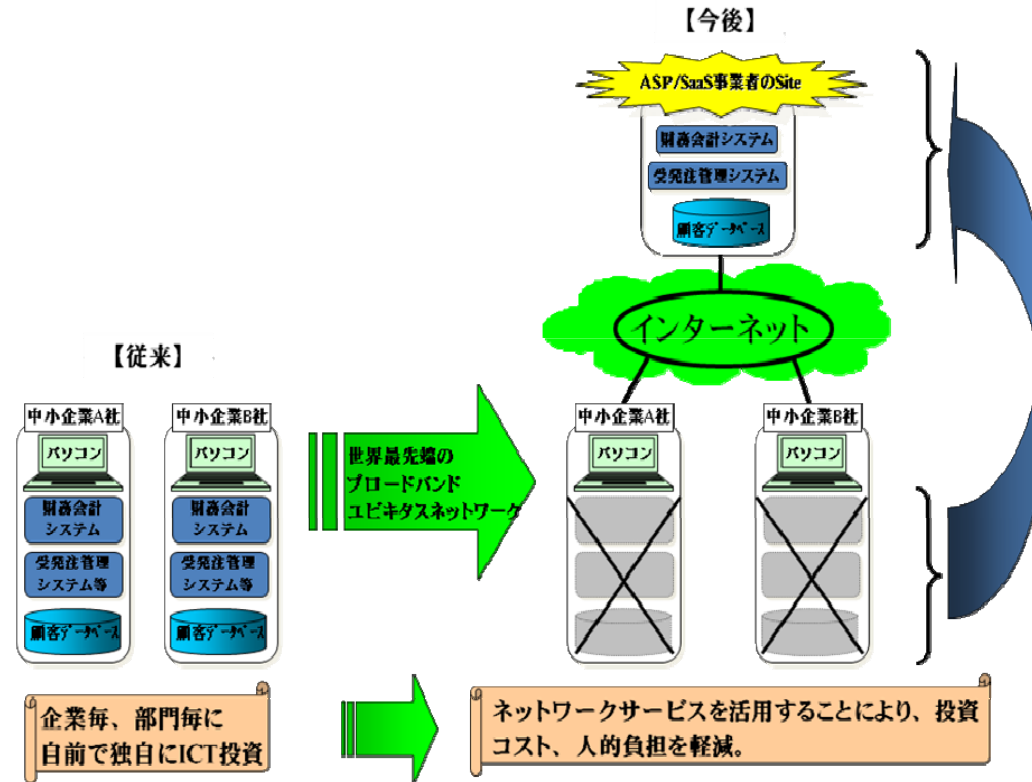 【今後】
ASP/SaaS事業者のSite
財務会計システム
受発注管理システム
顧客データベース
インターネット
【従来】
中小企業A社
パソコン
財務会計
システム
受発注管理
システム等
顧客データベース
中小企業B社
パソコン
財務会計
システム
受発注管理
システム等
顧客データベース
世界最先端の
ブロードバンド
ユビキタスネットワーク
中小企業A社
パソコン
中小企業B社
パソコン
企業毎、部門毎に
自前で独自にICT投資
ネットワークサービスを活用することにより、投資
コスト、人的負担を軽減。